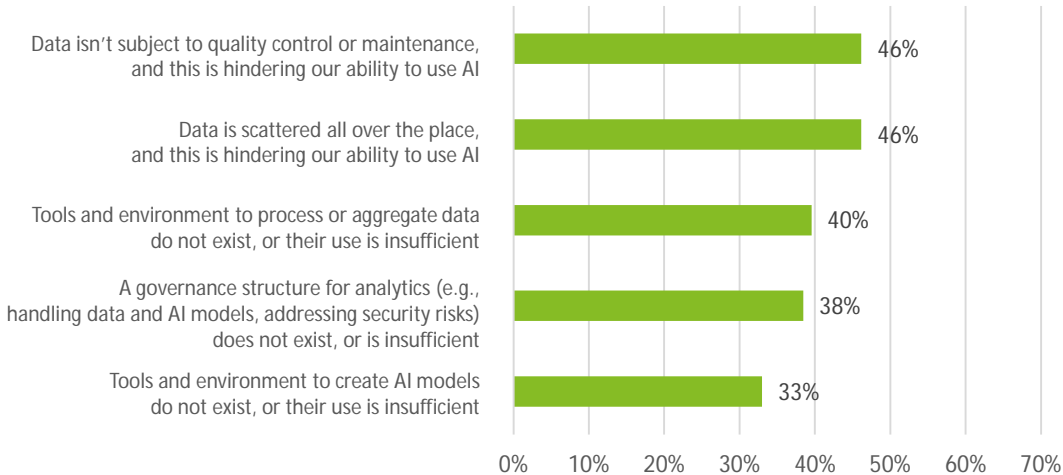 Data isn’t subject to quality control or maintenance,
and this is hindering our ability to use AI
46%
Data is scattered all over the place,
and this is hindering our ability to use AI
46%
Tools and environment to process or aggregate data
do not exist, or their use is insufficient
40%
A governance structure for analytics (e.g.,
handling data and AI models, addressing security risks)
does not exist, or is insufficient
38%
Tools and environment to create AI models
do not exist, or their use is insufficient
33%
0% 10% 20% 30% 40% 50% 60% 70%